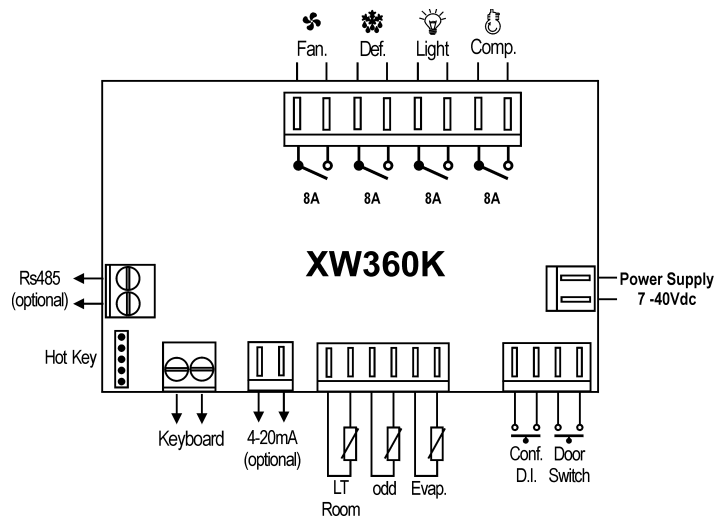 Fan. Def. Light Comp.
8A 8A 8A 8A
XW360K
Rs485
(optional)
Power Supply
7 -40Vdc
Hot Key
Keyboard
4-20mA
(optional)
LT
Room
odd
Evap.
Conf.
D.I.
Door
Switch